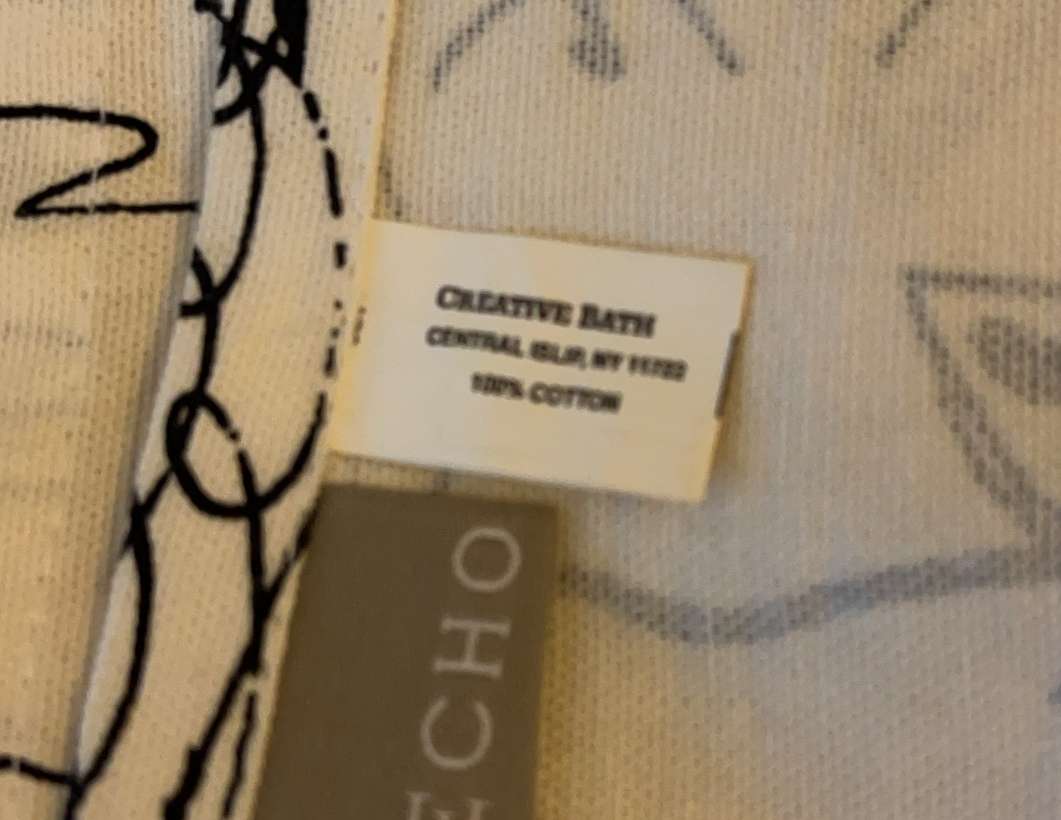 CREATIVE BATH
CENTRAL ISLIP, NY 11722
100% COTTON
ECHO